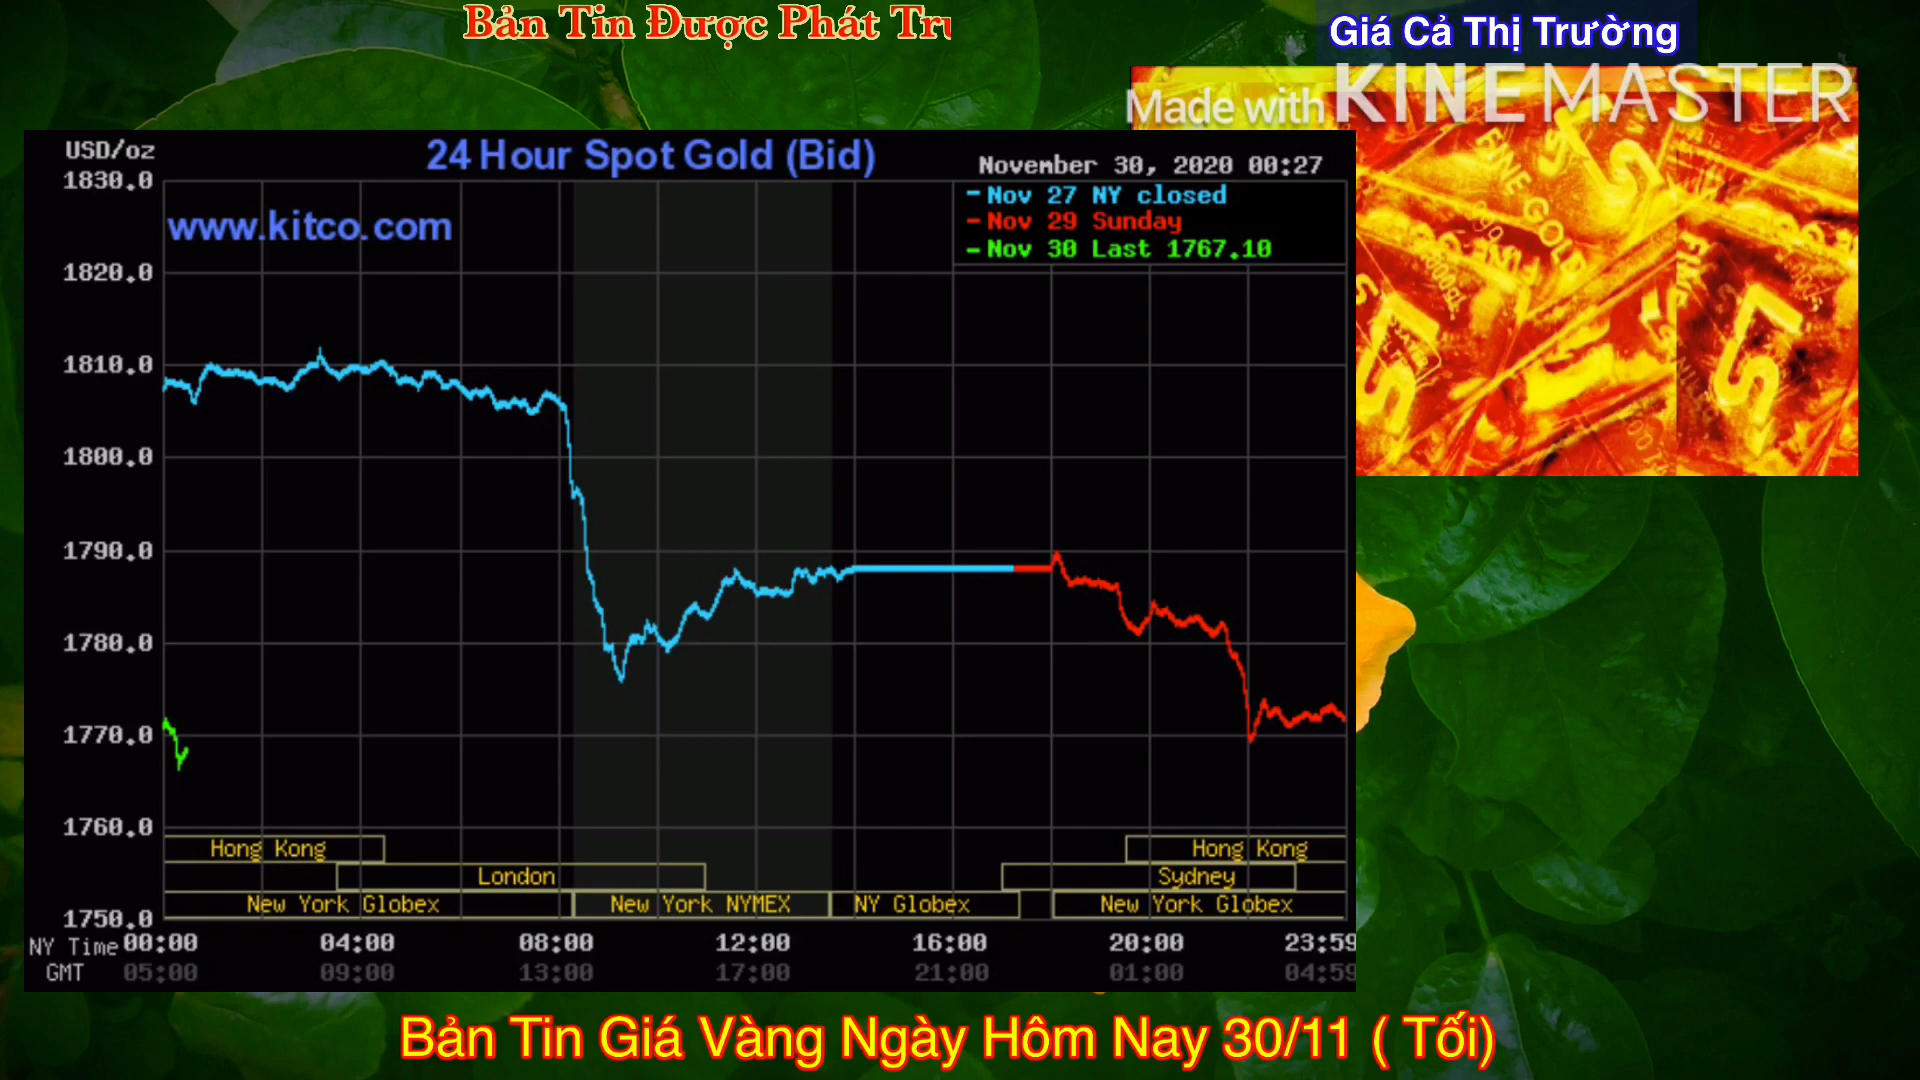 Bản Tin Được Phát Trư
Giá Cả Thị Trường
Made with KINEMASTER
USD/oz
24 Hour Spot Gold (Bid)
November 30, 2020 00:27
www.kitco.com
Nov 27 NY closed
Nov 29 Sunday
Nov 30 Last 1767.10
1830.0
1820.0
1810.0
1800.0
1790.0
1780.0
1770.0
1760.0
1750.0
FINE GOLD
Hong Kong
Hong Kong
London
Sydney
New York Globex
New York NYMEX
NY Globex
New York Globex
NY Time 00:00 04:00 08:00 12:00 16:00 20:00 23:59
GMT 05:00 09:00 13:00 17:00 21:00 01:00 04:59
Bản Tin Giá Vàng Ngày Hôm Nay 30/11 ( Tối)